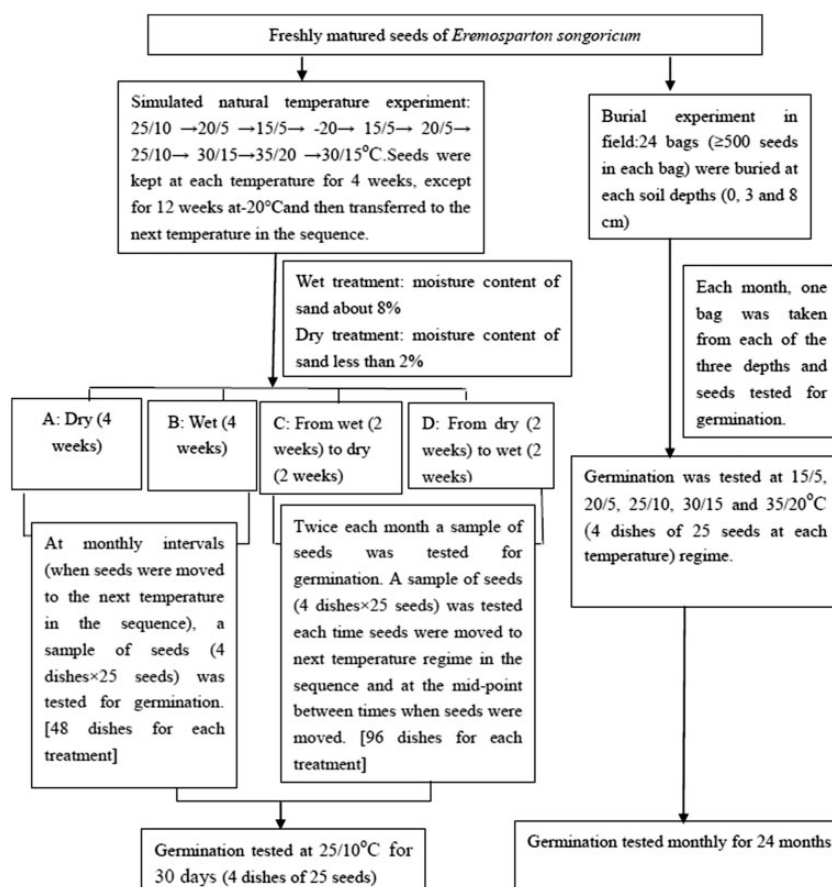 Freshly matured seeds of Eremosparton songoricum
Simulated natural temperature experiment:
25/10 →20/5 →15/5→ -20→ 15/5→ 20/5→
25/10→ 30/15→35/20 →30/15°C.Seeds were
kept at each temperature for 4 weeks, except
for 12 weeks at-20°Cand then transferred to the
next temperature in the sequence.
Burial experiment in
field:24 bags (≥500 seeds
in each bag) were buried at
each soil depths (0, 3 and 8
cm)
Wet treatment: moisture content of
sand about 8%
Dry treatment: moisture content of
sand less than 2%
Each month, one
bag was taken
from each of the
three depths and
seeds tested for
germination.
A: Dry (4
weeks)
B: Wet (4
weeks)
C: From wet (2
weeks) to dry
(2 weeks)
D: From dry (2
weeks) to wet (2
weeks)
Germination was tested at 15/5,
20/5, 25/10, 30/15 and 35/20°C
(4 dishes of 25 seeds at each
temperature) regime.
At monthly intervals
(when seeds were moved
to the next temperature
in the sequence), a
sample of seeds (4
dishes×25 seeds) was
tested for germination.
[48 dishes for each
treatment]
Twice each month a sample of
seeds was tested for
germination. A sample of seeds
(4 dishes×25 seeds) was tested
each time seeds were moved to
next temperature regime in the
sequence and at the mid-point
between times when seeds were
moved. [96 dishes for each
treatment]
Germination tested at 25/10°C for
30 days (4 dishes of 25 seeds)
Germination tested monthly for 24 months